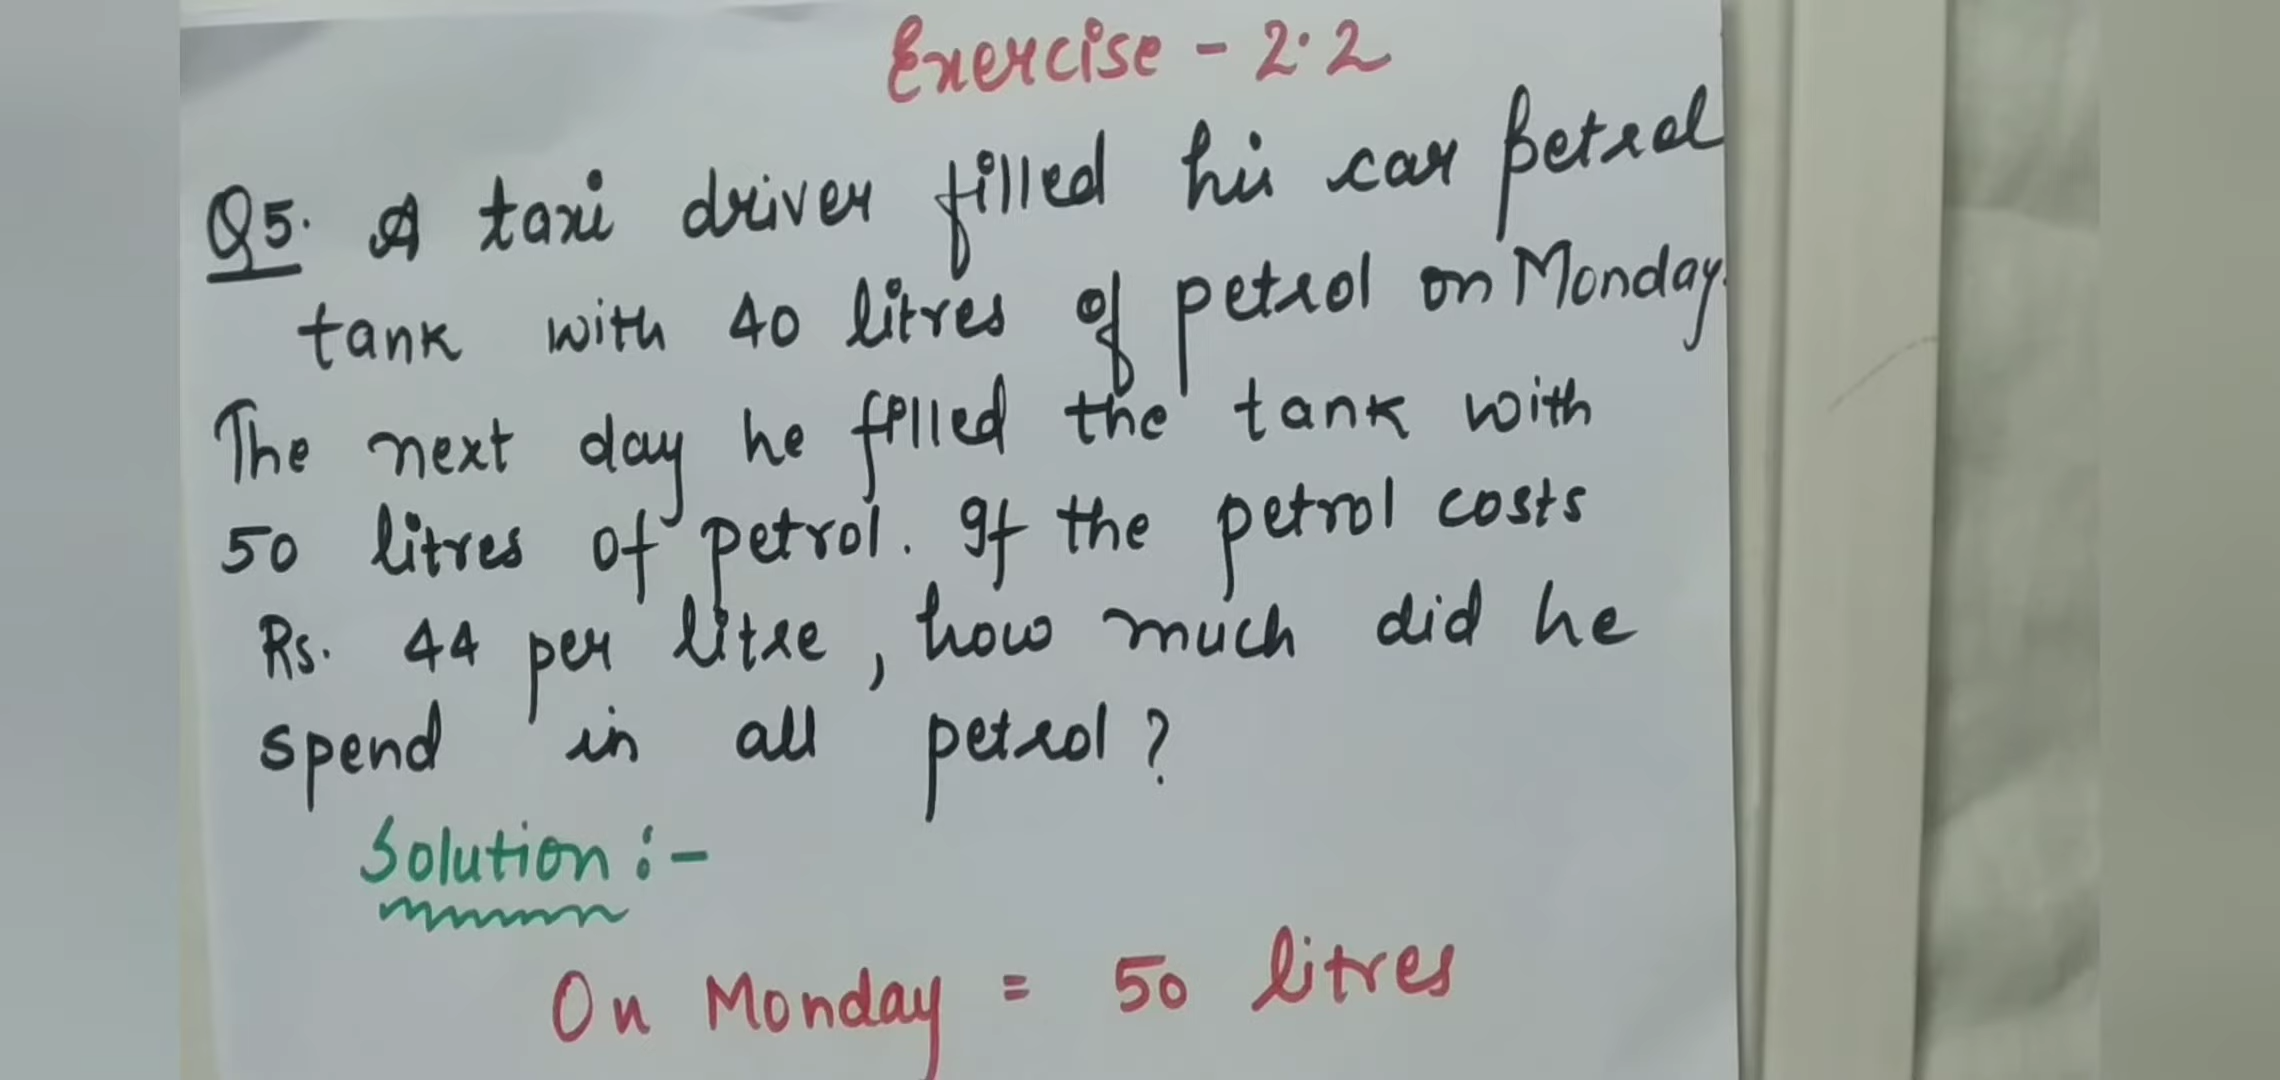 Exercise - 2.2
Q5. A taxi driver filled his car petrol
tank with 40 litres of petrol on Monday.
The next day he filled the tank with
50 litres of petrol. If the petrol costs
Rs. 44 per litre, how much did he
spend in all petrol?
Solution :-
On Monday = 50 litres